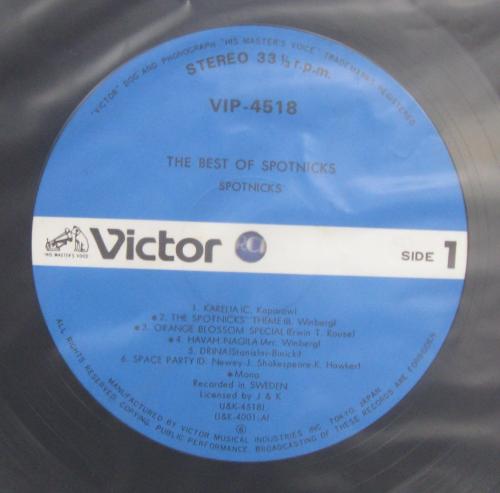 "VICTOR" DOG AND PHONOGRAPH "HIS MASTER'S VOICE" TRADEMARKS REGISTERED
STEREO 33⅓ r.p.m.
VIP-4518
THE BEST OF SPOTNICKS
SPOTNICKS
"HIS MASTER'S VOICE"
Victor
SIDE 1
1. KARELIA(C. Kaparow)
●2. THE SPOTNICKS' THEME(B. Winberg)
●3. ORANGE BLOSSOM SPECIAL(Erwin T. Rouse)
●4. HAVAH NAGILA(Arr. Winberg)
5. DRINA(Stanislri-Binicki)
6. SPACE PARTY(D. Newey-J. Shakespeare-K. Hawker)
●Mono
Recorded in SWEDEN
Licensed by J & K
(J&K-4518)
(J&K-4001:A)
MANUFACTURED BY VICTOR MUSICAL INDUSTRIES INC. TOKYO, JAPAN
ALL RIGHTS RESERVED. COPYING, PUBLIC PERFORMANCE, BROADCASTING OF THESE RECORDS ARE FORBIDDEN